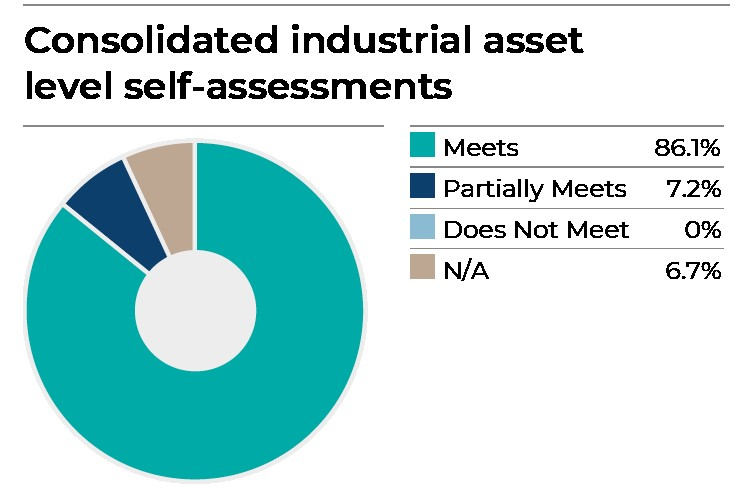 Consolidated industrial asset
level self-assessments
Meets 86.1%
Partially Meets 7.2%
Does Not Meet 0%
N/A 6.7%